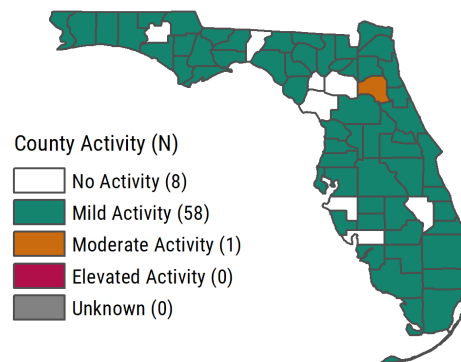 County Activity (N)
No Activity (8)
Mild Activity (58)
Moderate Activity (1)
Elevated Activity (0)
Unknown (0)